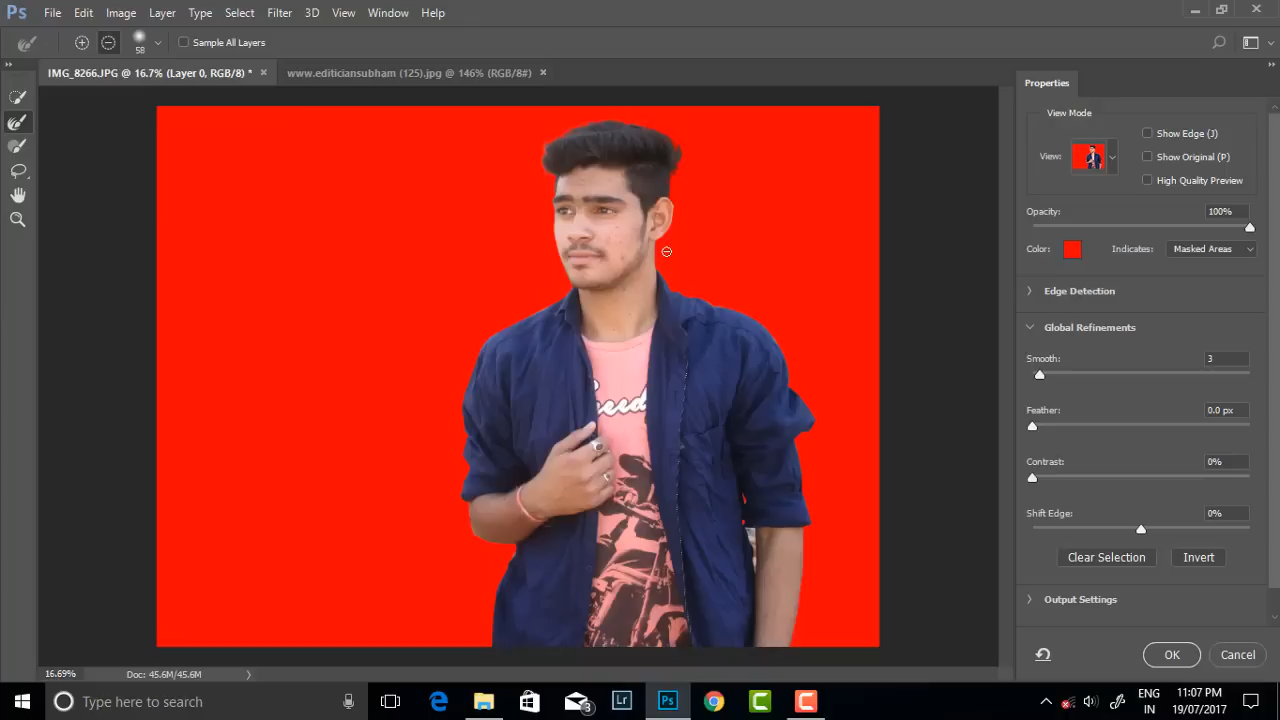 Ps File Edit Image Layer Type Select Filter 3D View Window Help
58 Sample All Layers
IMG_8266.JPG @ 16.7% (Layer 0, RGB/8) * × www.editiciansubham (125).jpg @ 146% (RGB/8#) ×
Properties
View Mode
Show Edge (J)
View:
Show Original (P)
High Quality Preview
Opacity: 100%
Color: Indicates: Masked Areas
Edge Detection
Global Refinements
Smooth: 3
Feather: 0.0 px
Contrast: 0%
Shift Edge: 0%
Clear Selection Invert
Output Settings
OK Cancel
16.69% Doc: 45.6M/45.6M
Type here to search
3
Lr
Ps
ENG
IN
11:07 PM
19/07/2017